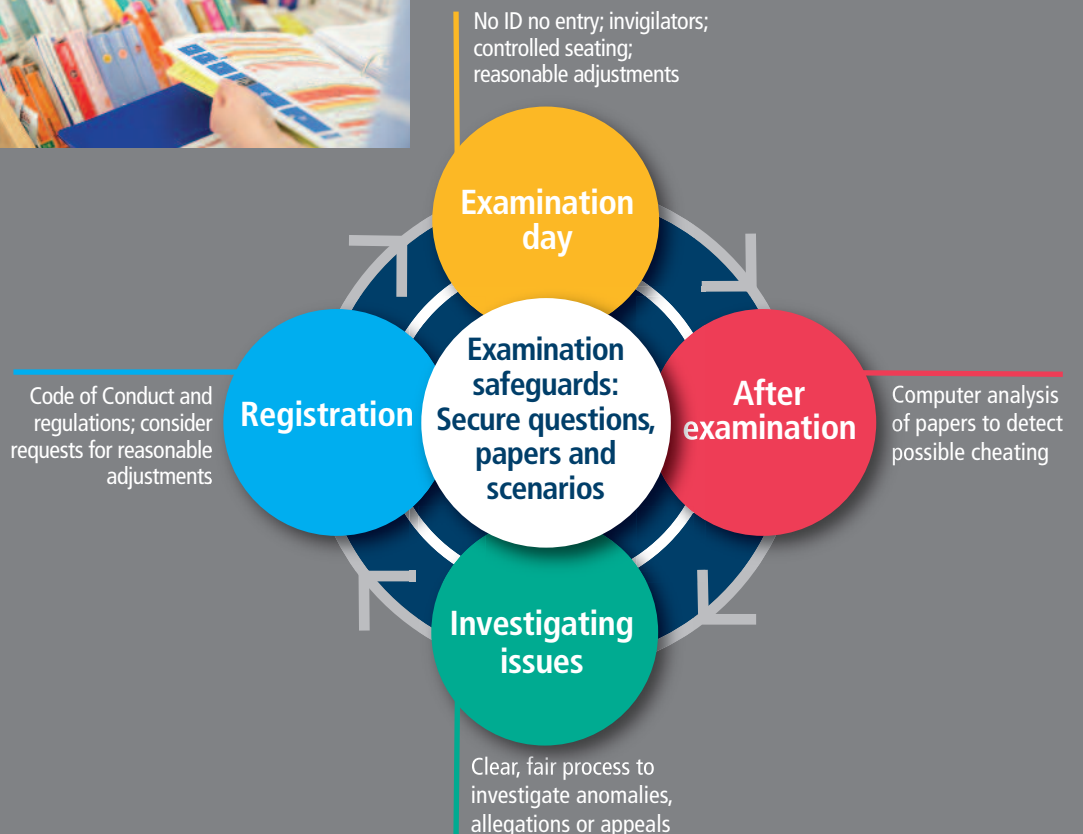 No ID no entry; invigilators;
controlled seating;
reasonable adjustments
Examination
day
Examination
safeguards:
Secure questions,
papers and
scenarios
Registration
Code of Conduct and
regulations; consider
requests for reasonable
adjustments
After
examination
Computer analysis
of papers to detect
possible cheating
Investigating
issues
Clear, fair process to
investigate anomalies,
allegations or appeals